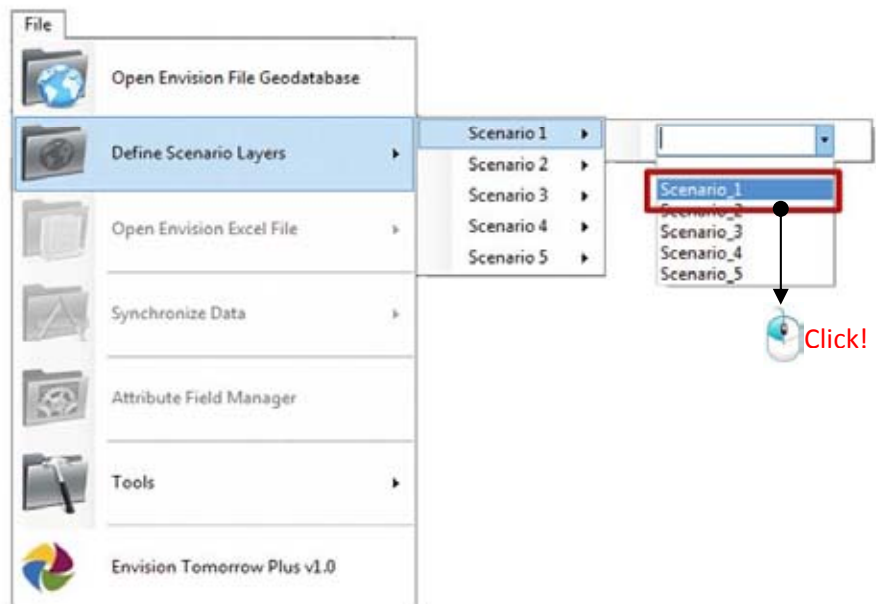 File
Open Envision File Geodatabase
Define Scenario Layers
Scenario 1
Scenario 2
Scenario 3
Scenario 4
Scenario 5
Scenario_1
Scenario_2
Scenario_3
Scenario_4
Scenario_5
Click!
Open Envision Excel File
Synchronize Data
Attribute Field Manager
Tools
Envision Tomorrow Plus v1.0